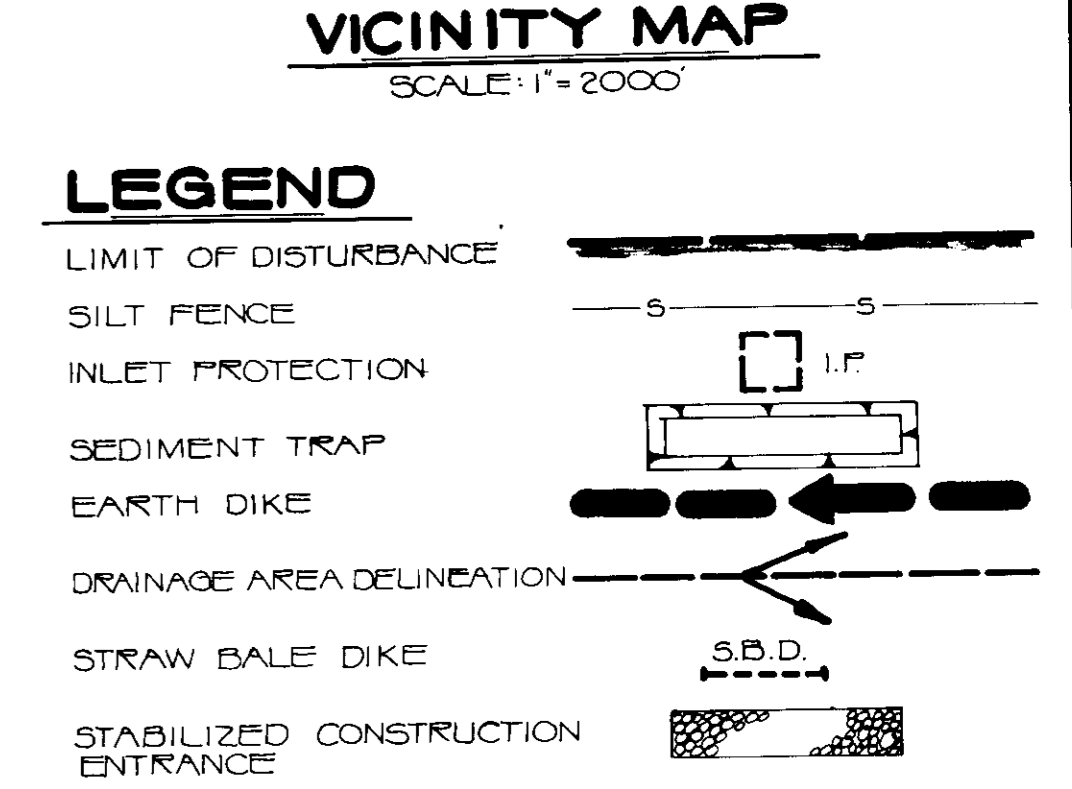 VICINITY MAP
SCALE: 1" = 2000'
LEGEND
LIMIT OF DISTURBANCE
SILT FENCE
S S
INLET PROTECTION
I.P.
SEDIMENT TRAP
EARTH DIKE
DRAINAGE AREA DELINEATION
STRAW BALE DIKE
S.B.D.
STABILIZED CONSTRUCTION
ENTRANCE